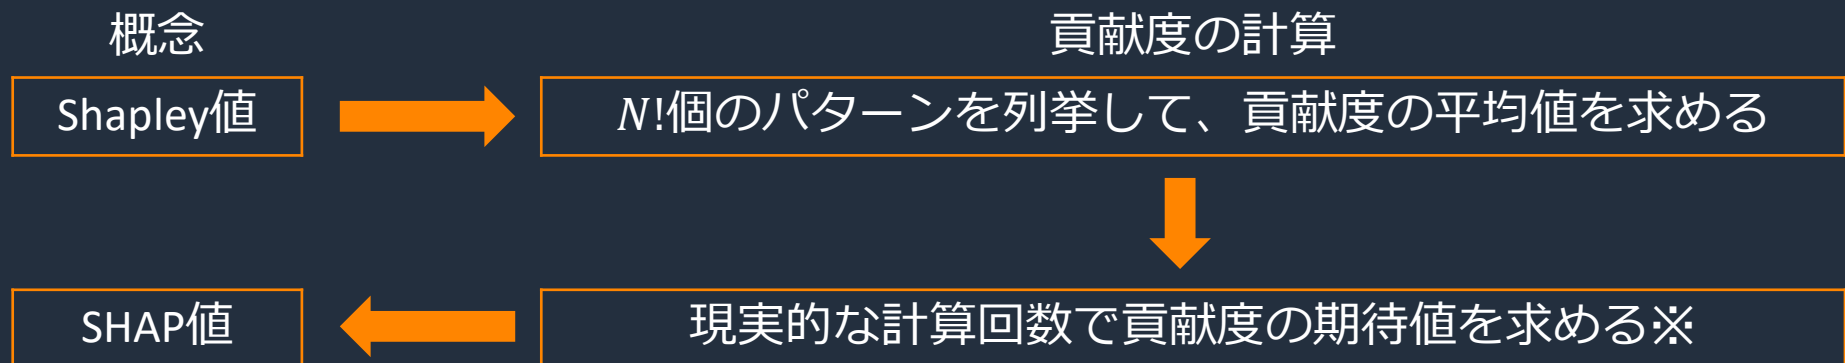 概念
貢献度の計算
Shapley値
N!個のパターンを列挙して、貢献度の平均値を求める
SHAP値
現実的な計算回数で貢献度の期待値を求める※